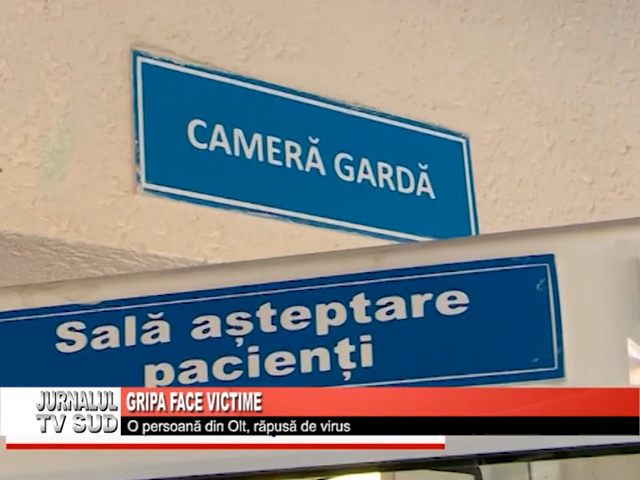 CAMERĂ GARDĂ
Sală așteptare
pacienți
JURNALUL
TV SUD
GRIPA FACE VICTIME
O persoană din Olt, răpusă de virus